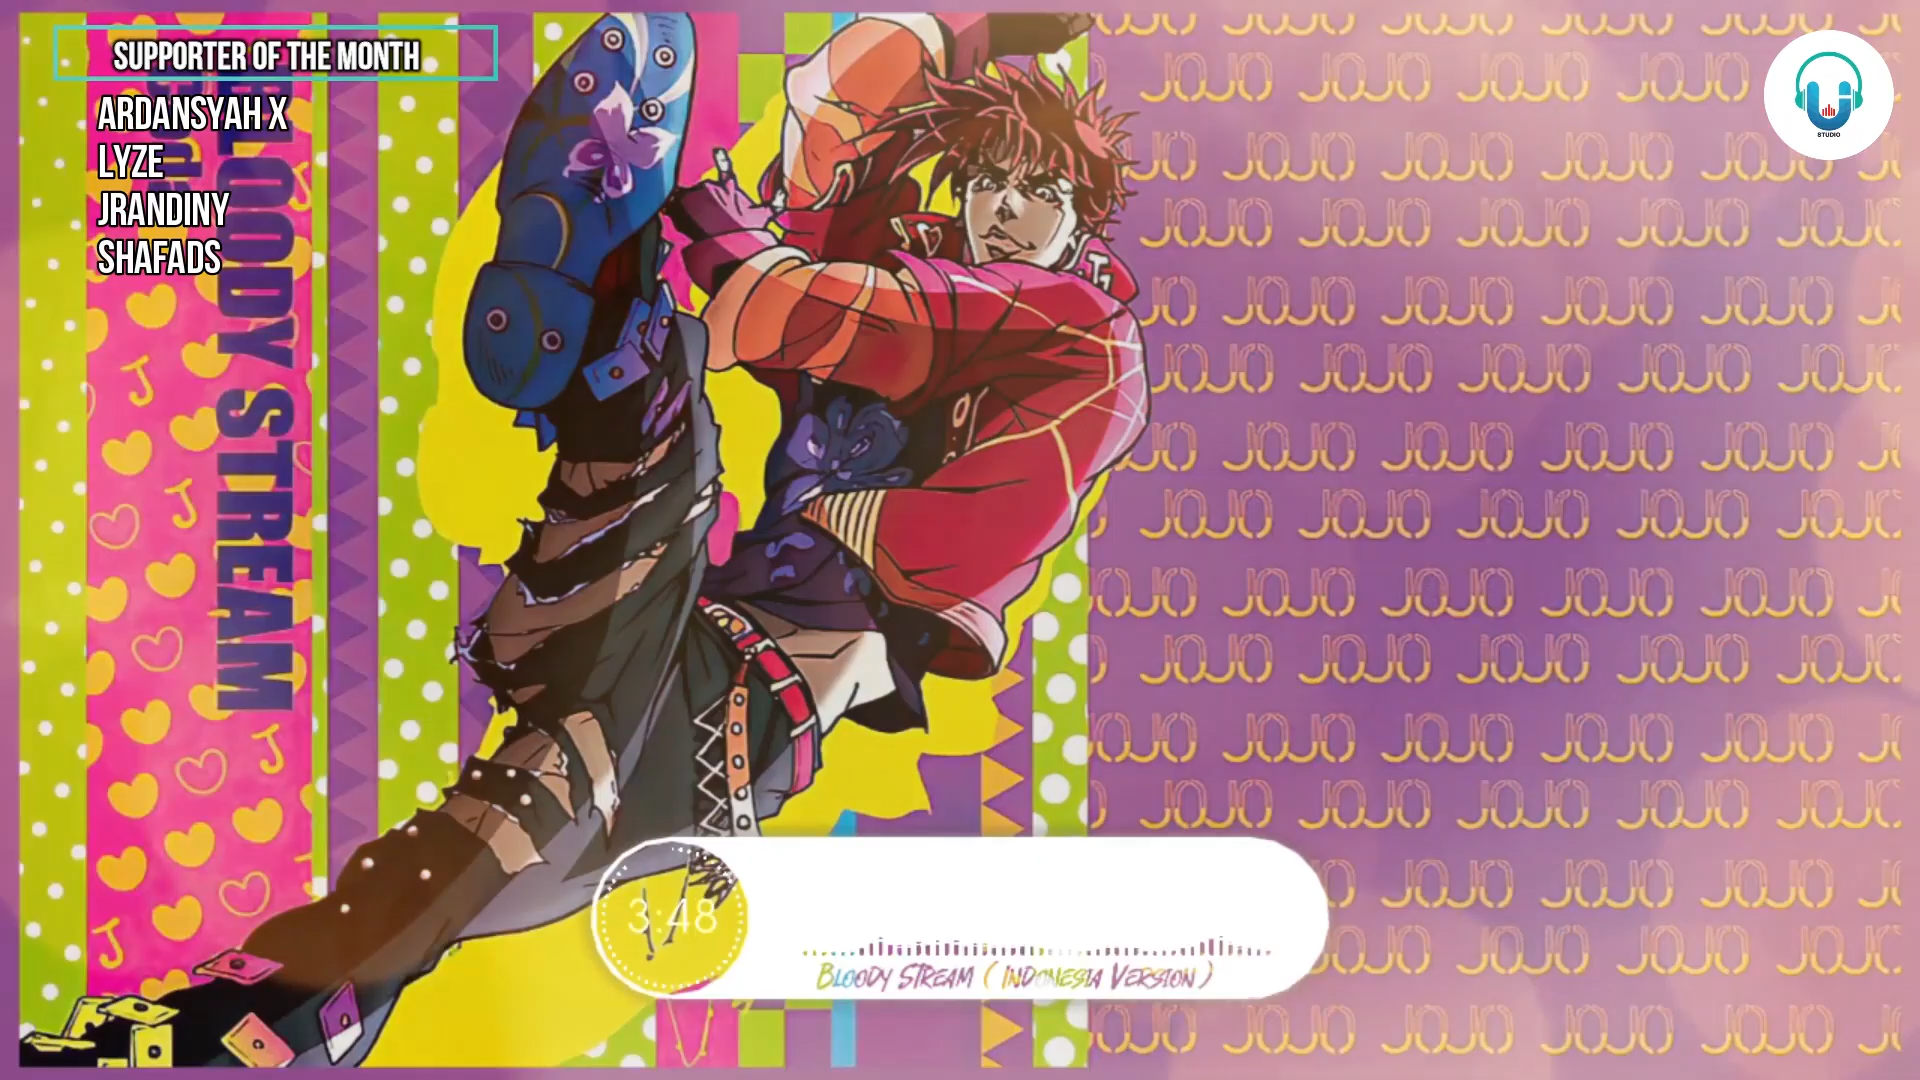 SUPPORTER OF THE MONTH
ARDANSYAH X
LYZE
JRANDINY
SHAFADS
BLOODY STREAM
JOJO JOJO JOJO JOJO JOJO
U
STUDIO
3:48
BLOODY STREAM ( INDONESIA VERSION )